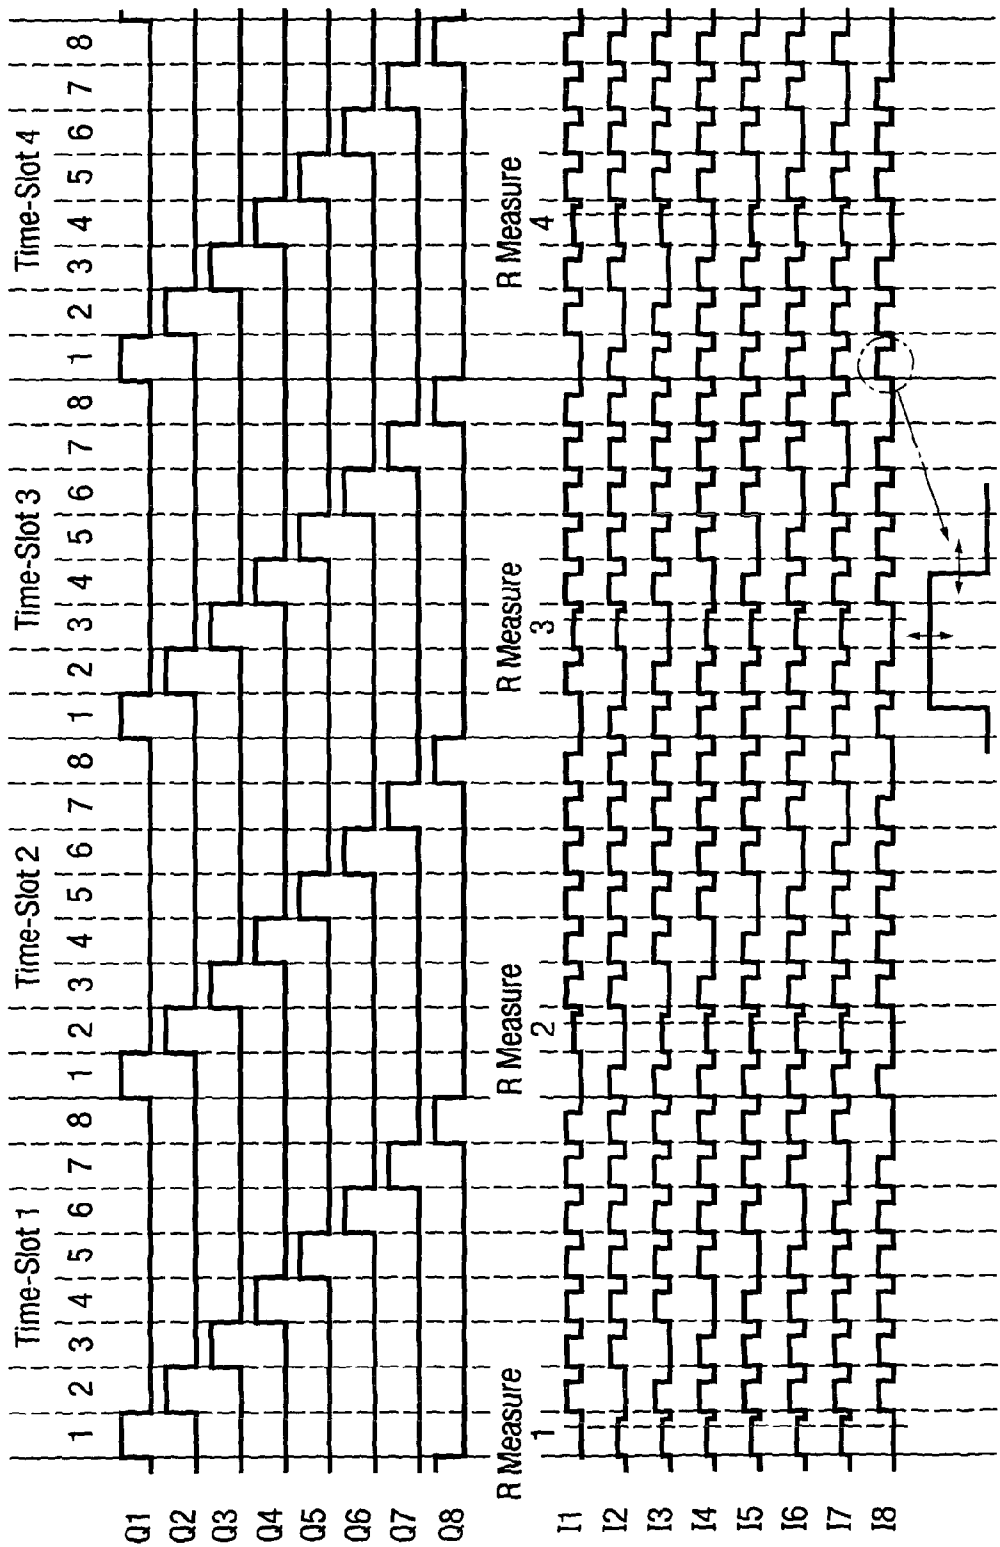 Time-Slot 1 Time-Slot 2 Time-Slot 3 Time-Slot 4
1 2 3 4 5 6 7 8 1 2 3 4 5 6 7 8 1 2 3 4 5 6 7 8 1 2 3 4 5 6 7 8
Q1
Q2
Q3
Q4
Q5
Q6
Q7
Q8
R Measure R Measure R Measure R Measure
1 2 3 4
I1
I2
I3
I4
I5
I6
I7
I8